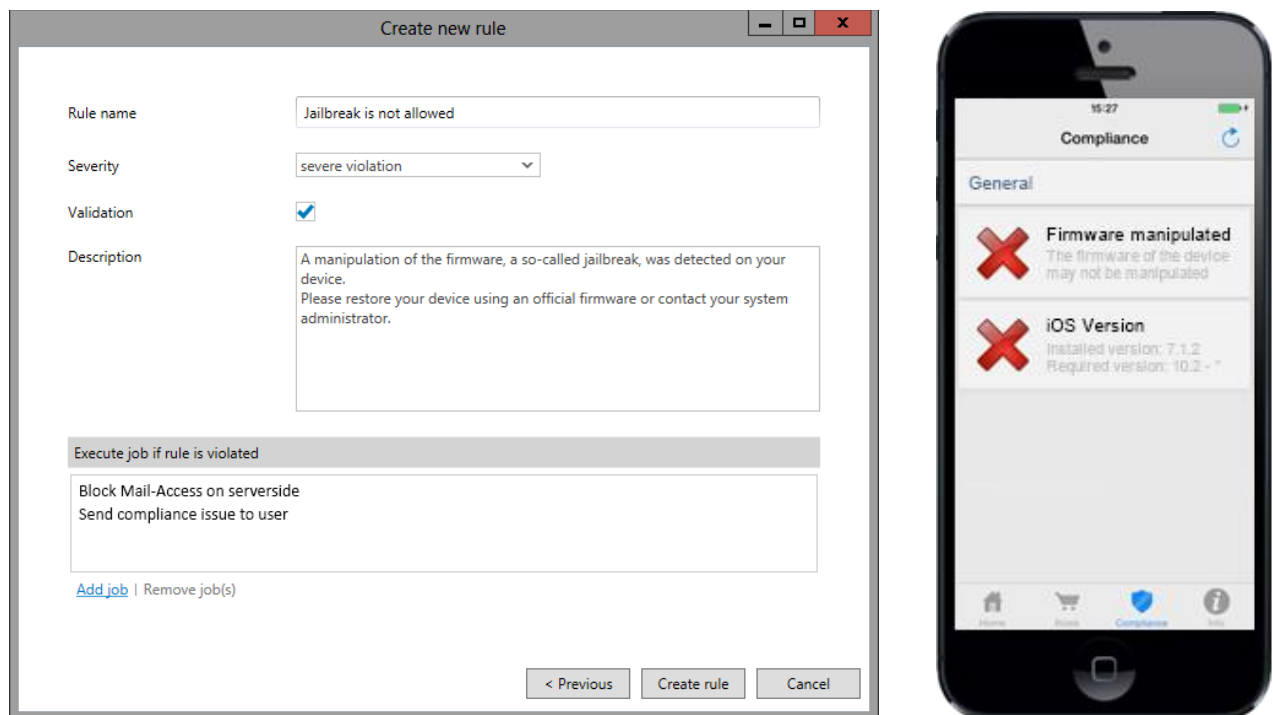 Create new rule
Rule name
Jailbreak is not allowed
Severity
severe violation
Validation
Description
A manipulation of the firmware, a so-called jailbreak, was detected on your
device.
Please restore your device using an official firmware or contact your system
administrator.
Execute job if rule is violated
Block Mail-Access on serverside
Send compliance issue to user
Add job | Remove job(s)
< Previous
Create rule
Cancel
15:27
Compliance
General
Firmware manipulated
The firmware of the device
may not be manipulated
iOS Version
Installed version: 7.1.2
Required version: 10.2 - *
Home
Compliance
Info